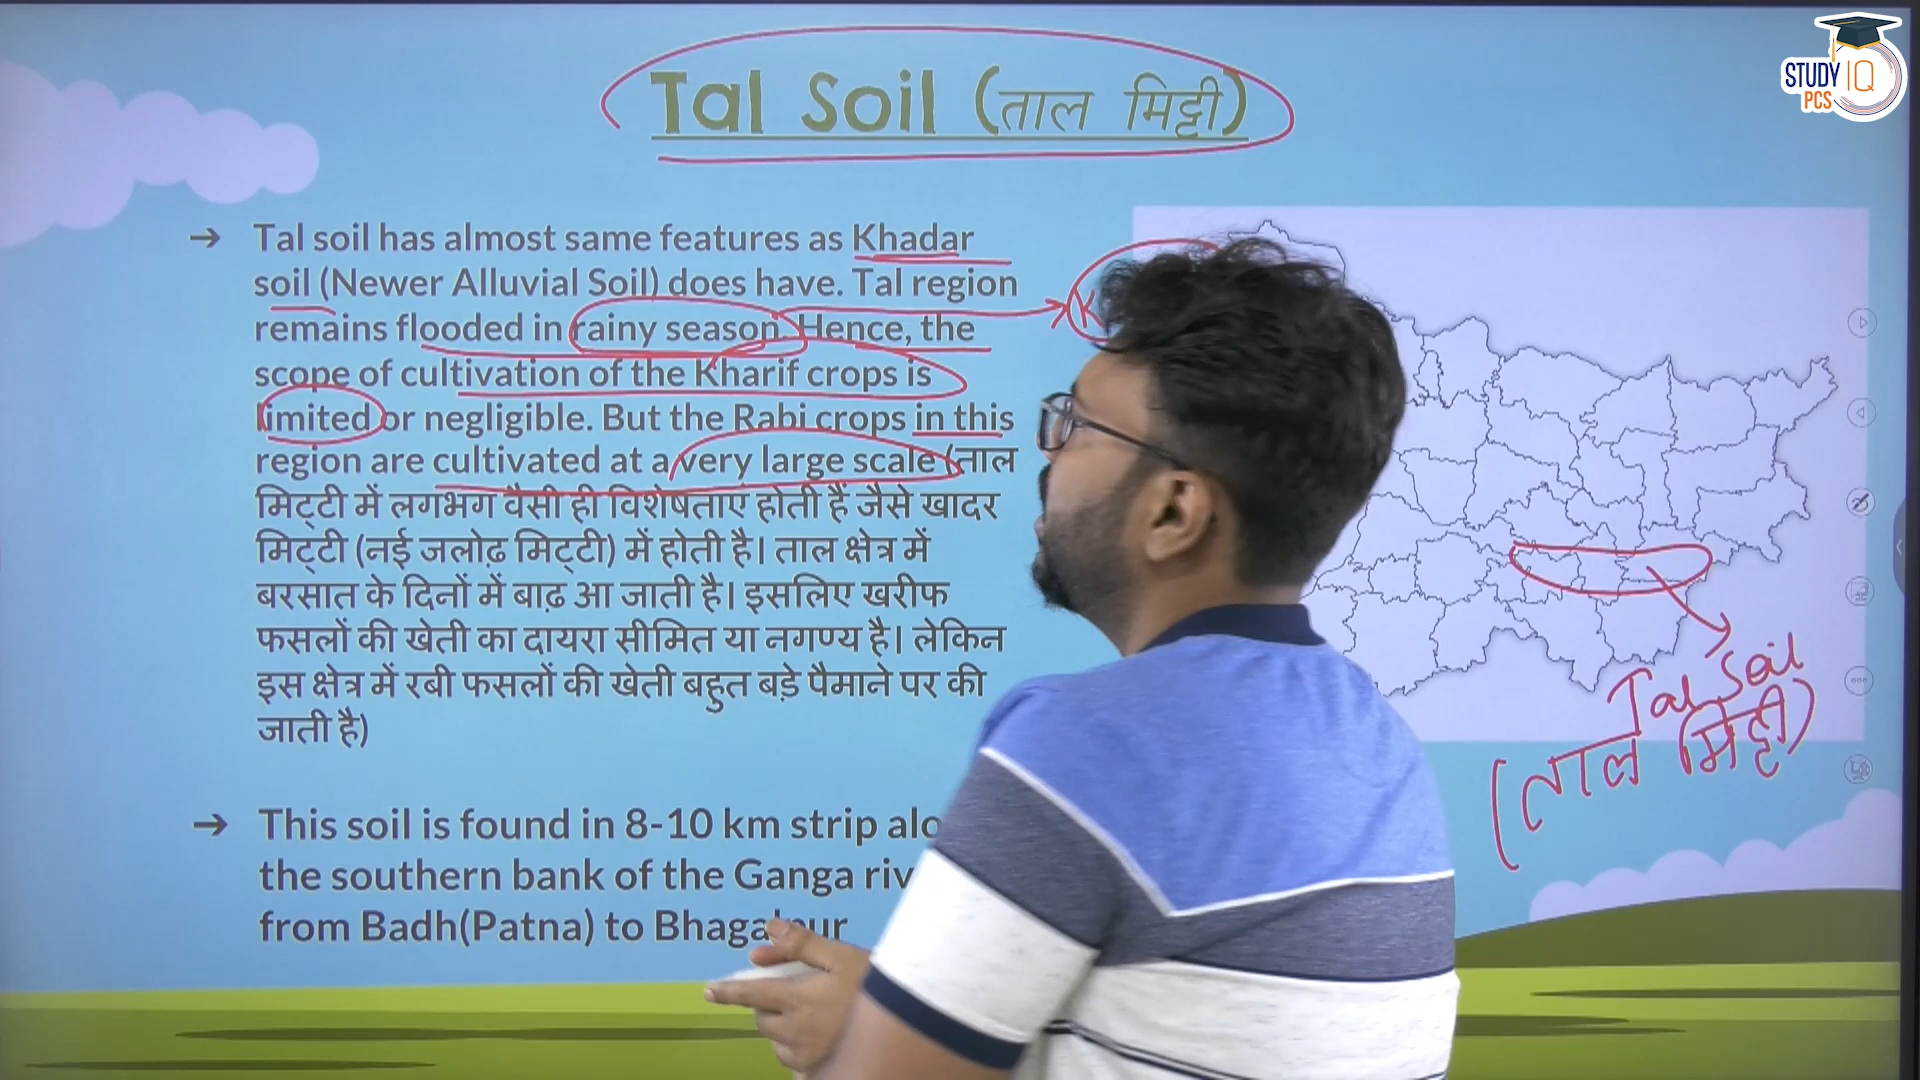 STUDY IQ
PCS
Tal Soil (ताल मिट्टी)
→ Tal soil has almost same features as Khadar
soil (Newer Alluvial Soil) does have. Tal region
remains flooded in rainy season. Hence, the
scope of cultivation of the Kharif crops is
limited or negligible. But the Rabi crops in this
region are cultivated at a very large scale (ताल
मिट्टी में लगभग वैसी ही विशेषताएं होती हैं जैसे खादर
मिट्टी (नई जलोढ़ मिट्टी) में होती है। ताल क्षेत्र में
बरसात के दिनों में बाढ़ आ जाती है। इसलिए खरीफ
फसलों की खेती का दायरा सीमित या नगण्य है। लेकिन
इस क्षेत्र में रबी फसलों की खेती बहुत बड़े पैमाने पर की
जाती है)
→ This soil is found in 8-10 km strip
the southern bank of the Ganga
from Badh(Patna) to
Tal Soil
(ताल मिट्टी)